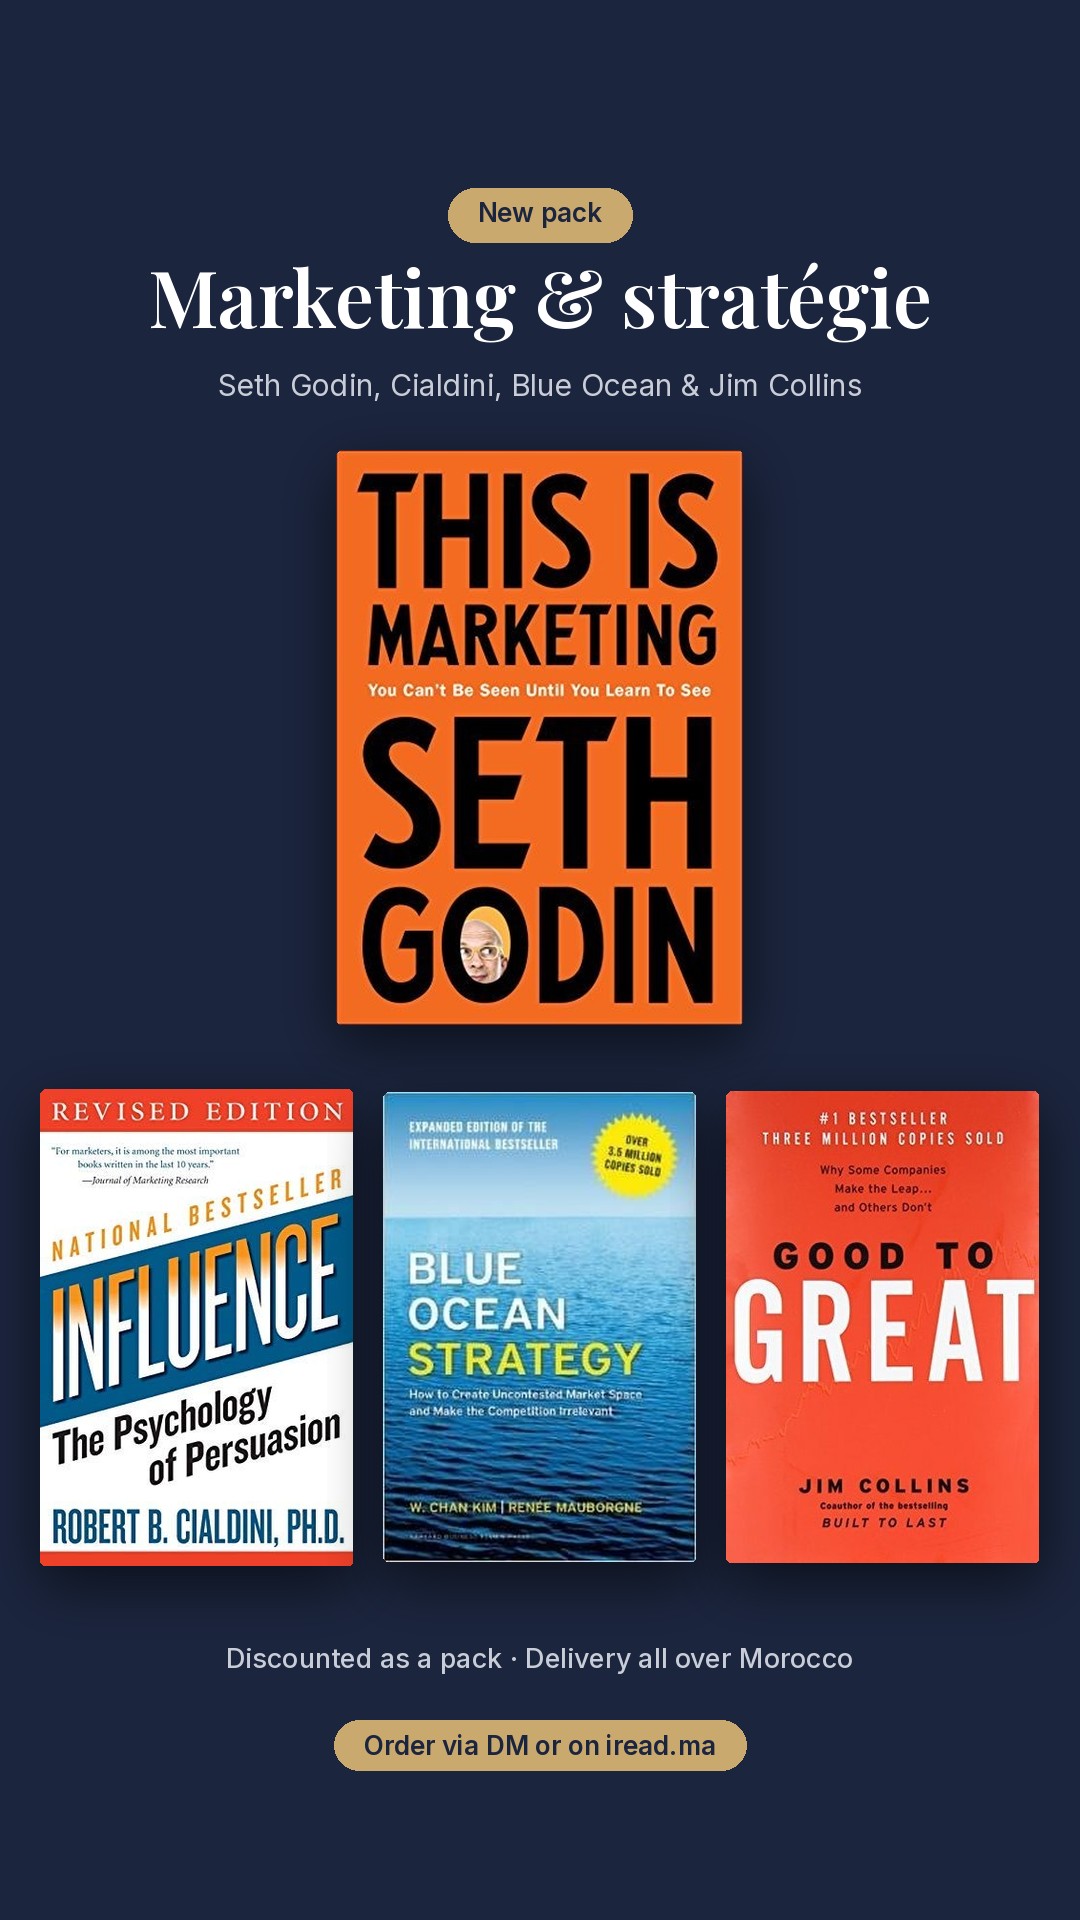 New pack
Marketing & stratégie
Seth Godin, Cialdini, Blue Ocean & Jim Collins
THIS IS
MARKETING
You Can't Be Seen Until You Learn To See
SETH
GODIN
REVISED EDITION
"For marketers, it is among the most important
books written in the last 10 years."
—Journal of Marketing Research
NATIONAL BESTSELLER
INFLUENCE
The Psychology
of Persuasion
ROBERT B. CIALDINI, PH.D.
EXPANDED EDITION OF THE
INTERNATIONAL BESTSELLER
OVER
3.5 MILLION
COPIES SOLD
BLUE
OCEAN
STRATEGY
How to Create Uncontested Market Space
and Make the Competition Irrelevant
W. CHAN KIM | RENÉE MAUBORGNE
#1 BESTSELLER
THREE MILLION COPIES SOLD
Why Some Companies
Make the Leap...
and Others Don't
GOOD TO
GREAT
JIM COLLINS
Coauthor of the bestselling
BUILT TO LAST
Discounted as a pack · Delivery all over Morocco
Order via DM or on iread.ma